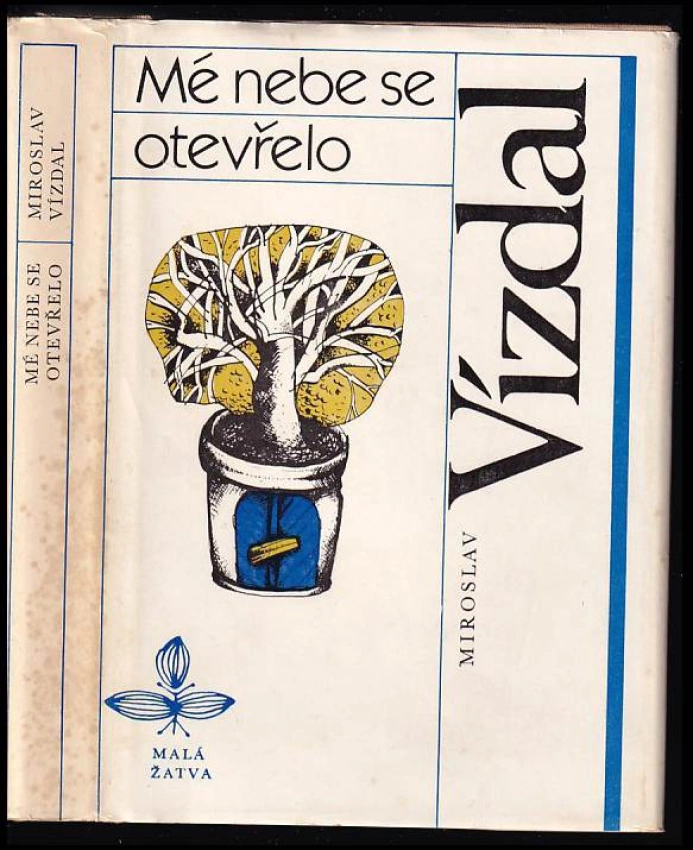 Mé nebe se
otevřelo
MIROSLAV
Vízdal
MALÁ
ŽATVA
MÉ NEBE SE
OTEVŘELO
MIROSLAV
VÍZDAL